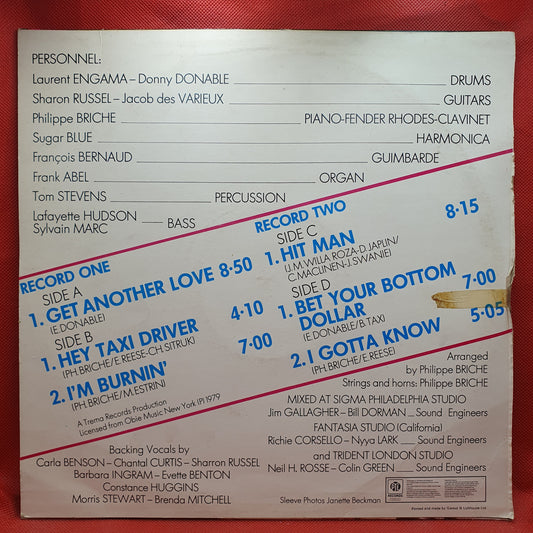 PERSONNEL:
Laurent ENGAMA – Donny DONABLE DRUMS
Sharon RUSSEL – Jacob des VARIEUX GUITARS
Philippe BRICHE PIANO-FENDER RHODES-CLAVINET
Sugar BLUE HARMONICA
François BERNAUD GUIMBARDE
Frank ABEL ORGAN
Tom STEVENS PERCUSSION
Lafayette HUDSON
Sylvain MARC BASS
RECORD ONE
SIDE A
1. GET ANOTHER LOVE 8·50
(E.DONABLE)
SIDE B
1. HEY TAXI DRIVER 4·10
(PH.BRICHE/E.REESE-CH.SITRUK)
2. I'M BURNIN' 7·00
(PH.BRICHE/M.ESTRIN)
RECORD TWO
SIDE C
1. HIT MAN 8·15
(J.M.WILLA ROZA-D.JAPLIN/
C.MACLINEN-J.SWANIE)
SIDE D
1. BET YOUR BOTTOM
DOLLAR 7·00
(E.DONABLE/B.TAX)
2. I GOTTA KNOW 5·05
(PH.BRICHE/E.REESE)
A Trema Records Production
Licensed from Obie Music New York (P) 1979
Arranged
by Philippe BRICHE
Strings and horns: Philippe BRICHE
MIXED AT SIGMA PHILADELPHIA STUDIO
Jim GALLAGHER – Bill DORMAN Sound Engineers
FANTASIA STUDIO (California)
Richie CORSELLO – Nyya LARK Sound Engineers
and TRIDENT LONDON STUDIO
Neil H. ROSSE – Colin GREEN Sound Engineers
Backing Vocals by
Carla BENSON – Chantal CURTIS – Sharron RUSSEL
Barbara INGRAM – Evette BENTON
Constance HUGGINS
Morris STEWART – Brenda MITCHELL
Sleeve Photos Janette Beckman
PYE
RECORDS
Printed and made by